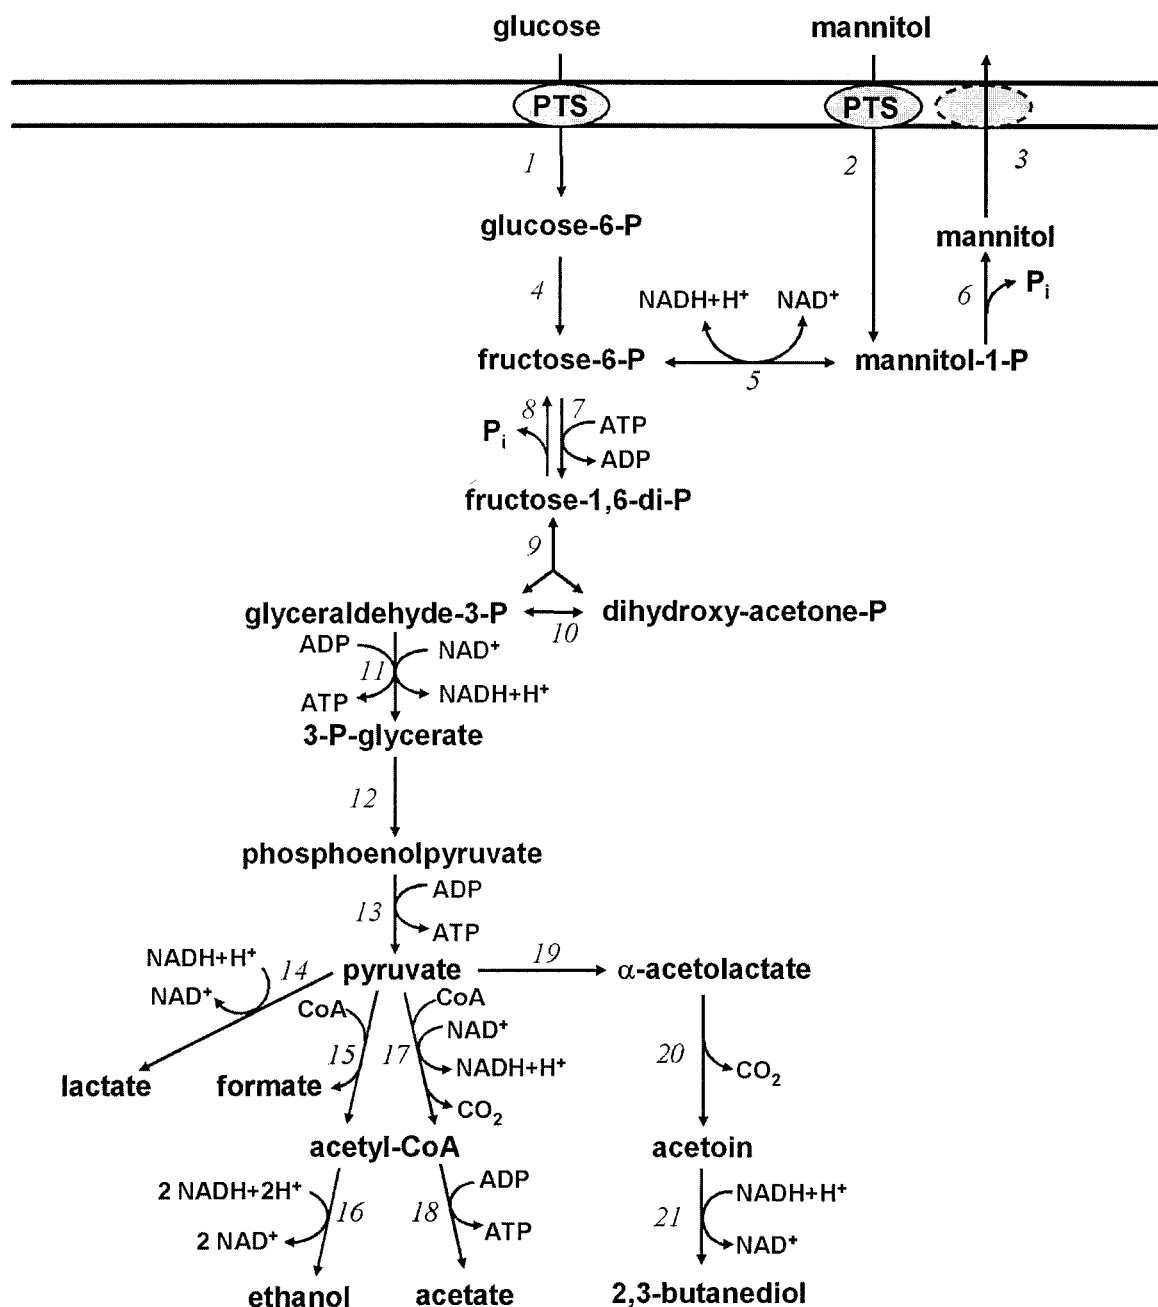 glucose mannitol
PTS PTS
1 2 3
glucose-6-P
mannitol
4 NADH+H⁺ NAD⁺ 6 Pᵢ
fructose-6-P mannitol-1-P
5
8 7
Pᵢ ATP
ADP
fructose-1,6-di-P
9
glyceraldehyde-3-P dihydroxy-acetone-P
10
ADP NAD⁺
11
ATP NADH+H⁺
3-P-glycerate
12
phosphoenolpyruvate
ADP
13
ATP
NADH+H⁺ 14 pyruvate 19 α-acetolactate
NAD⁺ CoA CoA
NAD⁺
15 17 NADH+H⁺ 20 CO₂
lactate formate
CO₂
acetyl-CoA acetoin
2 NADH+2H⁺ ADP NADH+H⁺
16 18 21
2 NAD⁺ ATP NAD⁺
ethanol acetate 2,3-butanediol